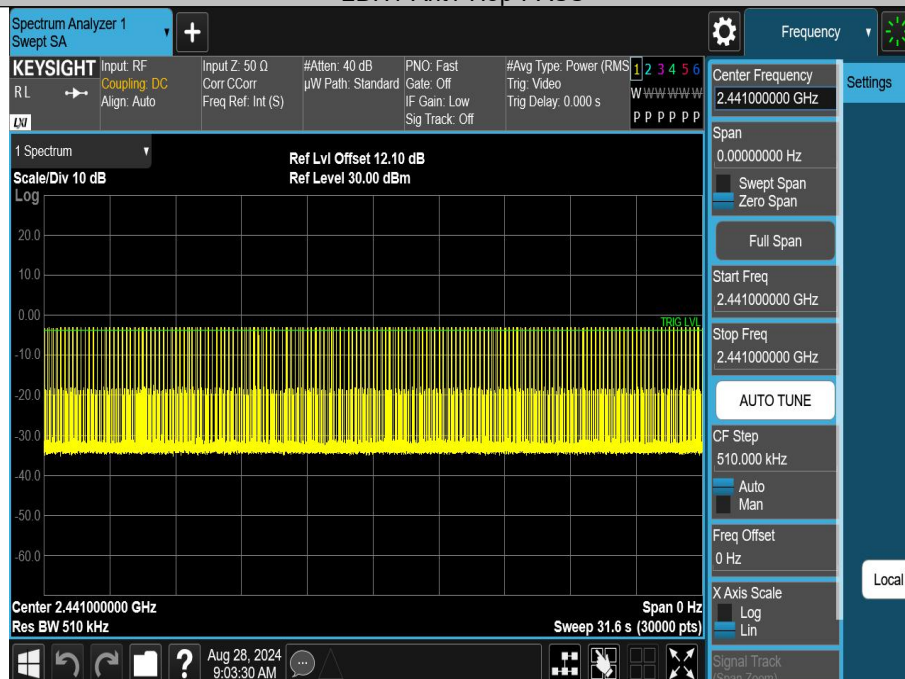 Spectrum Analyzer 1
Swept SA
Frequency
KEYSIGHT
RL
LXI
Input: RF
Coupling: DC
Align: Auto
Input Z: 50 Ω
Corr CCorr
Freq Ref: Int (S)
#Atten: 40 dB
µW Path: Standard
PNO: Fast
Gate: Off
IF Gain: Low
Sig Track: Off
#Avg Type: Power (RMS
Trig: Video
Trig Delay: 0.000 s
1 2 3 4 5 6
W W W W W W
P P P P P P
Center Frequency
2.441000000 GHz
Settings
Span
0.00000000 Hz
Swept Span
Zero Span
Full Span
Start Freq
2.441000000 GHz
Stop Freq
2.441000000 GHz
AUTO TUNE
CF Step
510.000 kHz
Auto
Man
Freq Offset
0 Hz
X Axis Scale
Log
Lin
Signal Track
(Span Zoom)
Local
1 Spectrum
Scale/Div 10 dB
Log
Ref Lvl Offset 12.10 dB
Ref Level 30.00 dBm
20.0
10.0
0.00
TRIG LVL
-10.0
-20.0
-30.0
-40.0
-50.0
-60.0
Center 2.441000000 GHz
Res BW 510 kHz
Span 0 Hz
Sweep 31.6 s (30000 pts)
?
Aug 28, 2024
9:03:30 AM